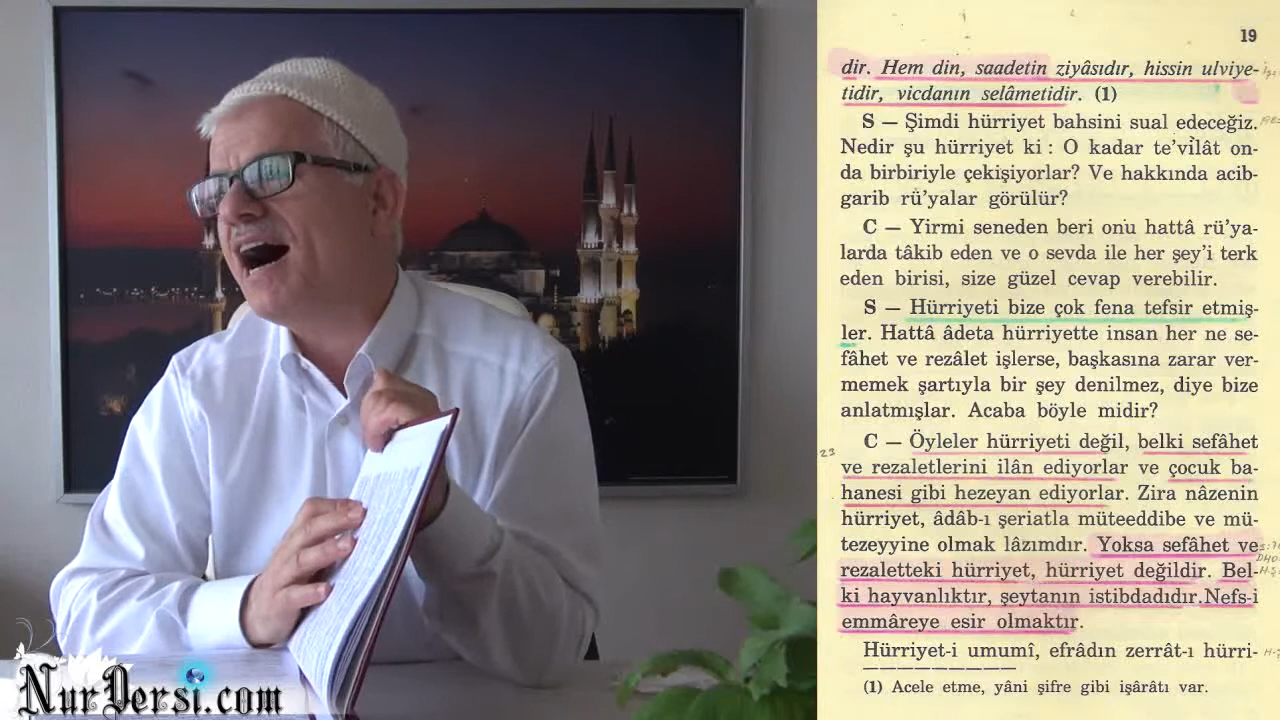 19
dir. Hem din, saadetin ziyâsıdır, hissin ulviye-
tidir, vicdanın selâmetidir. (1)
S — Şimdi hürriyet bahsini sual edeceğiz.
Nedir şu hürriyet ki : O kadar te'vilât on-
da birbiriyle çekişiyorlar? Ve hakkında acib-
garib rü'yalar görülür?
C — Yirmi seneden beri onu hattâ rü'ya-
larda tâkib eden ve o sevda ile her şey'i terk
eden birisi, size güzel cevap verebilir.
S — Hürriyeti bize çok fena tefsir etmiş-
ler. Hattâ âdeta hürriyette insan her ne se-
fâhet ve rezâlet işlerse, başkasına zarar ver-
memek şartıyla bir şey denilmez, diye bize
anlatmışlar. Acaba böyle midir?
C — Öyleler hürriyeti değil, belki sefâhet
ve rezaletlerini ilân ediyorlar ve çocuk ba-
hanesi gibi hezeyan ediyorlar. Zira nâzenin
hürriyet, âdâb-ı şeriatla müteeddibe ve mü-
tezeyyine olmak lâzımdır. Yoksa sefâhet ve
rezaletteki hürriyet, hürriyet değildir. Bel-
ki hayvanlıktır, şeytanın istibdadıdır.Nefs-i
emmâreye esir olmaktır.
Hürriyet-i umumî, efrâdın zerrât-ı hürri-
(1) Acele etme, yâni şifre gibi işârâtı var.
23
NurDersi.com